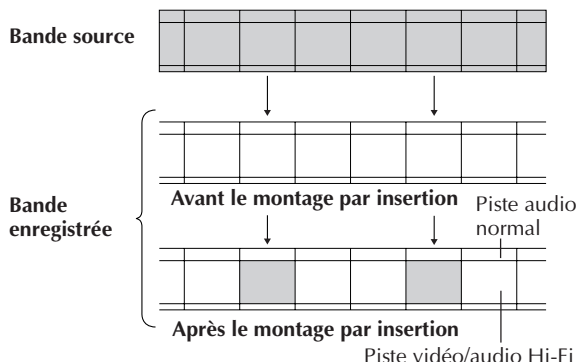 Bande source
Avant le montage par insertion
Bande
enregistrée
Piste audio
normal
Après le montage par insertion
Piste vidéo/audio Hi-Fi